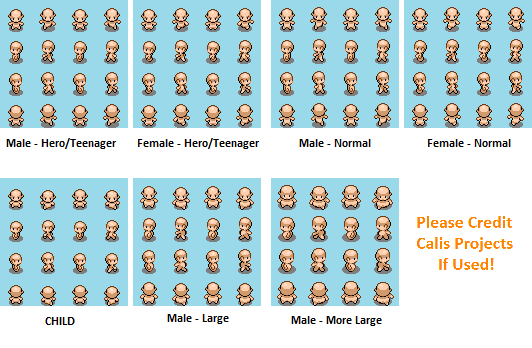 Male - Hero/Teenager
Female - Hero/Teenager
Male - Normal
Female - Normal
CHILD
Male - Large
Male - More Large
Please Credit
Calis Projects
If Used!